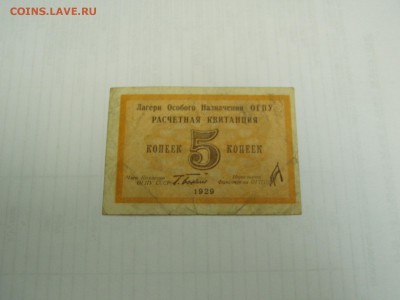 COINS.LAVE.RU
Лагери Особого Назначения ОГПУ
РАСЧЕТНАЯ КВИТАНЦИЯ
КОПЕЕК 5 КОПЕЕК
1929